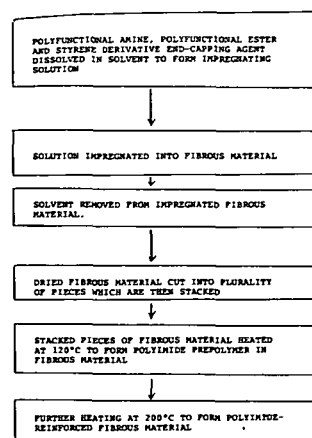 POLYFUNCTIONAL AMINE, POLYFUNCTIONAL ESTER
AND STYRENE DERIVATIVE END-CAPPING AGENT
DISSOLVED IN SOLVENT TO FORM IMPREGNATING
SOLUTION
SOLUTION IMPREGNATED INTO FIBROUS MATERIAL
SOLVENT REMOVED FROM IMPREGNATED FIBROUS
MATERIAL.
DRIED FIBROUS MATERIAL CUT INTO PLURALITY
OF PIECES WHICH ARE THEN STACKED
STACKED PIECES OF FIBROUS MATERIAL HEATED
AT 120°C TO FORM POLYIMIDE PREPOLYMER IN
FIBROUS MATERIAL
FURTHER HEATING AT 200°C TO FORM POLYIMIDE-
REINFORCED FIBROUS MATERIAL